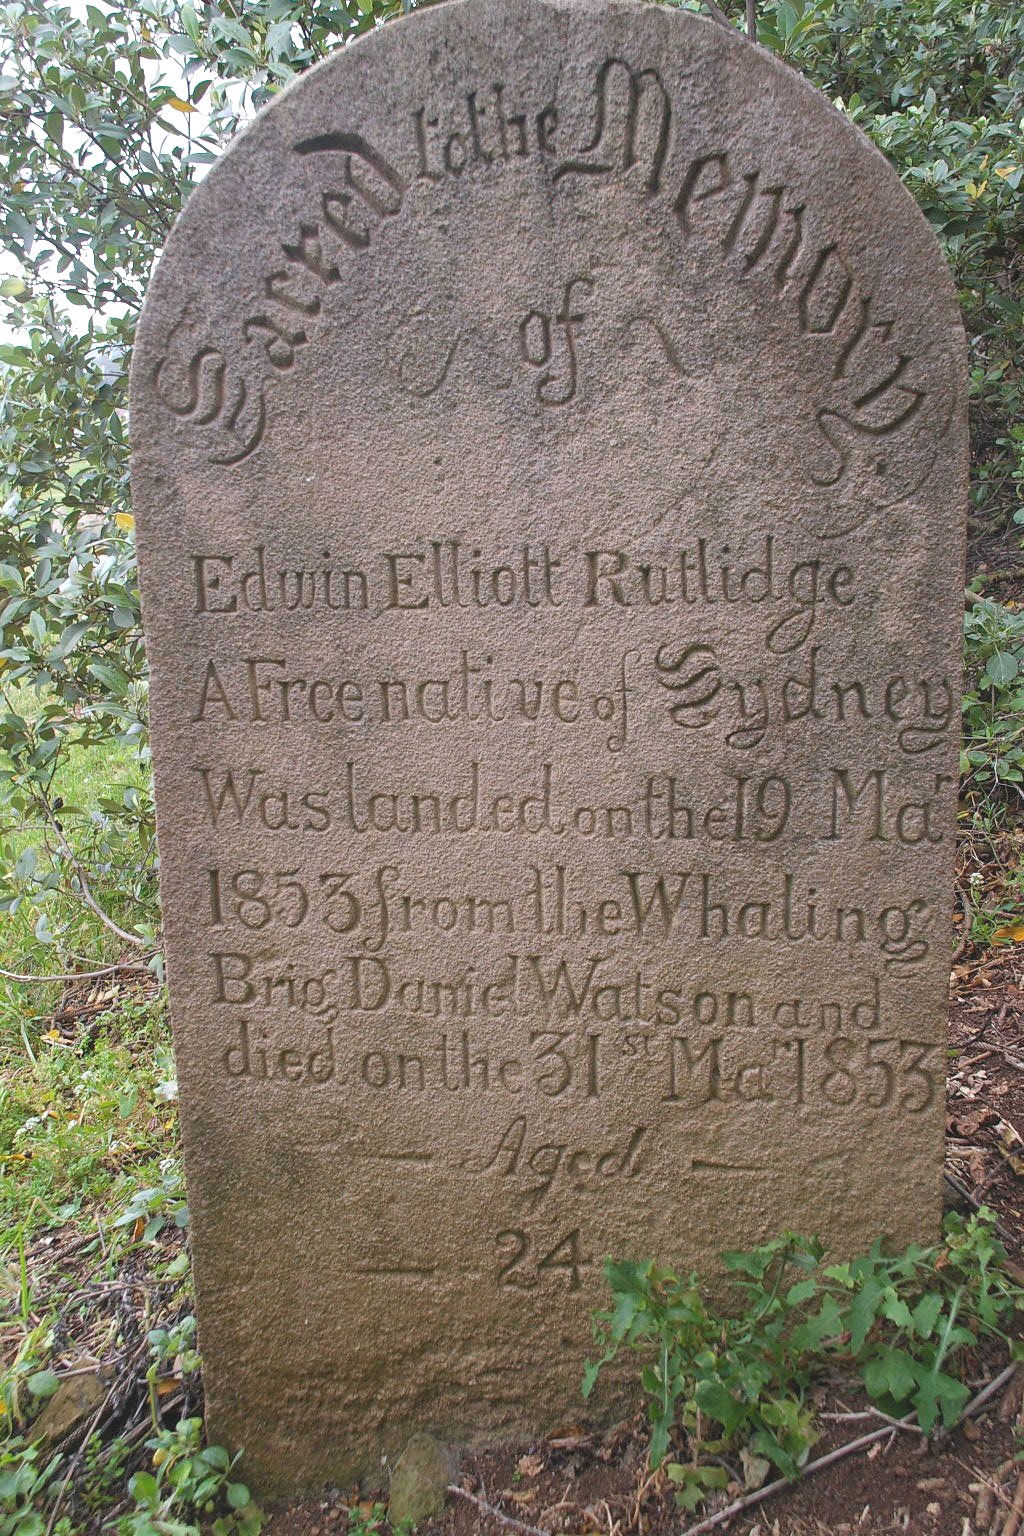 Sacred to the Memory
of
Edwin Elliott Rutlidge
A Free native of Sydney
Was landed on the 19 Mar
1853 from the Whaling
Brig Daniel Watson and
died on the 31st Mar 1853
Aged
24